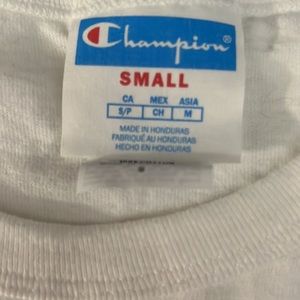 Champion®
SMALL
CA MEX ASIA
S/P CH M
MADE IN HONDURAS
FABRIQUÉ AU HONDURAS
HECHO EN HONDURAS